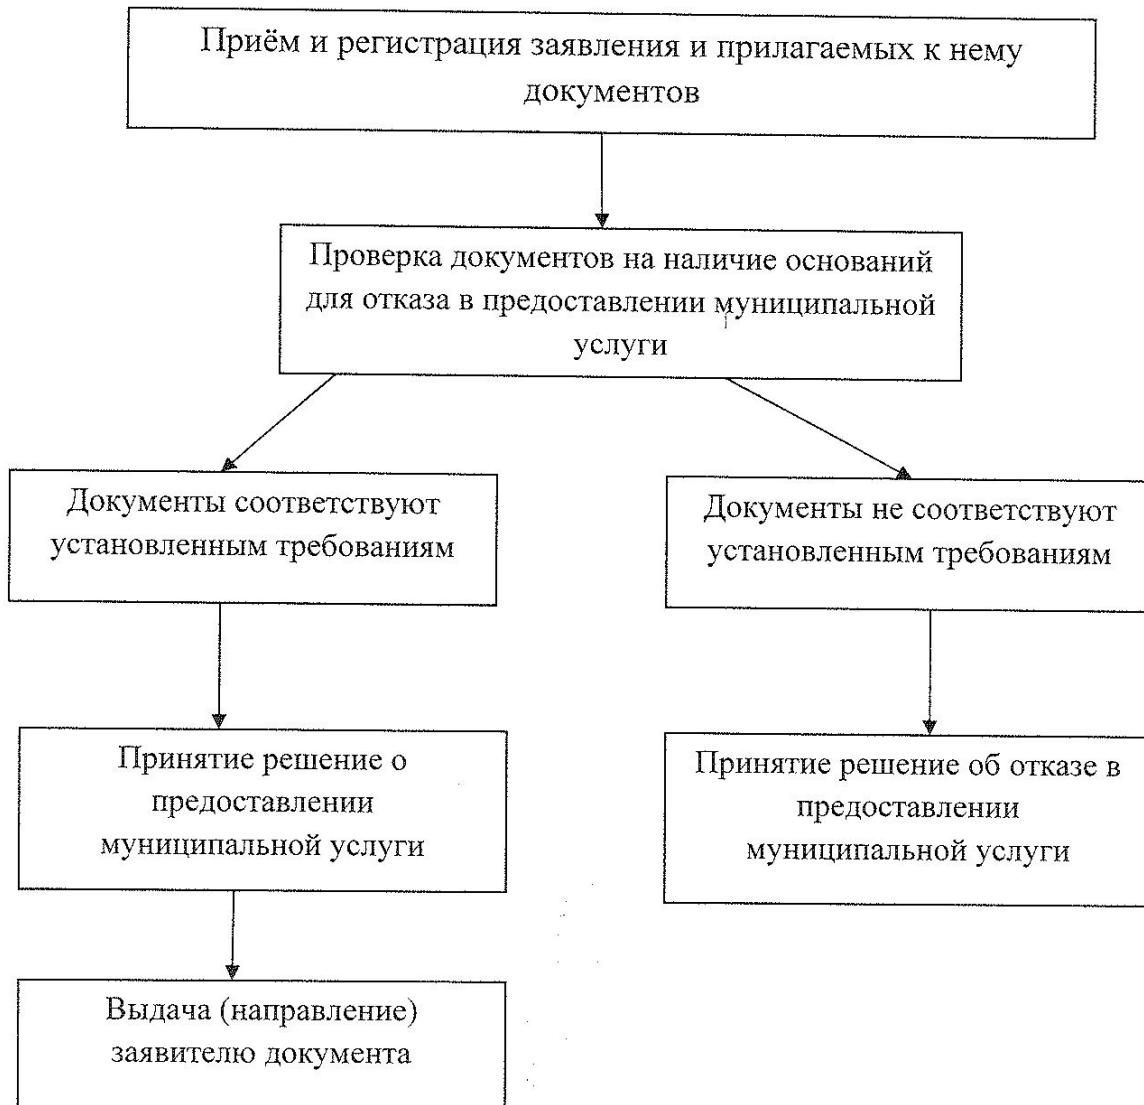 Приём и регистрация заявления и прилагаемых к нему
документов
Проверка документов на наличие оснований
для отказа в предоставлении муниципальной
услуги
Документы соответствуют
установленным требованиям
Документы не соответствуют
установленным требованиям
Принятие решение о
предоставлении
муниципальной услуги
Принятие решение об отказе в
предоставлении
муниципальной услуги
Выдача (направление)
заявителю документа